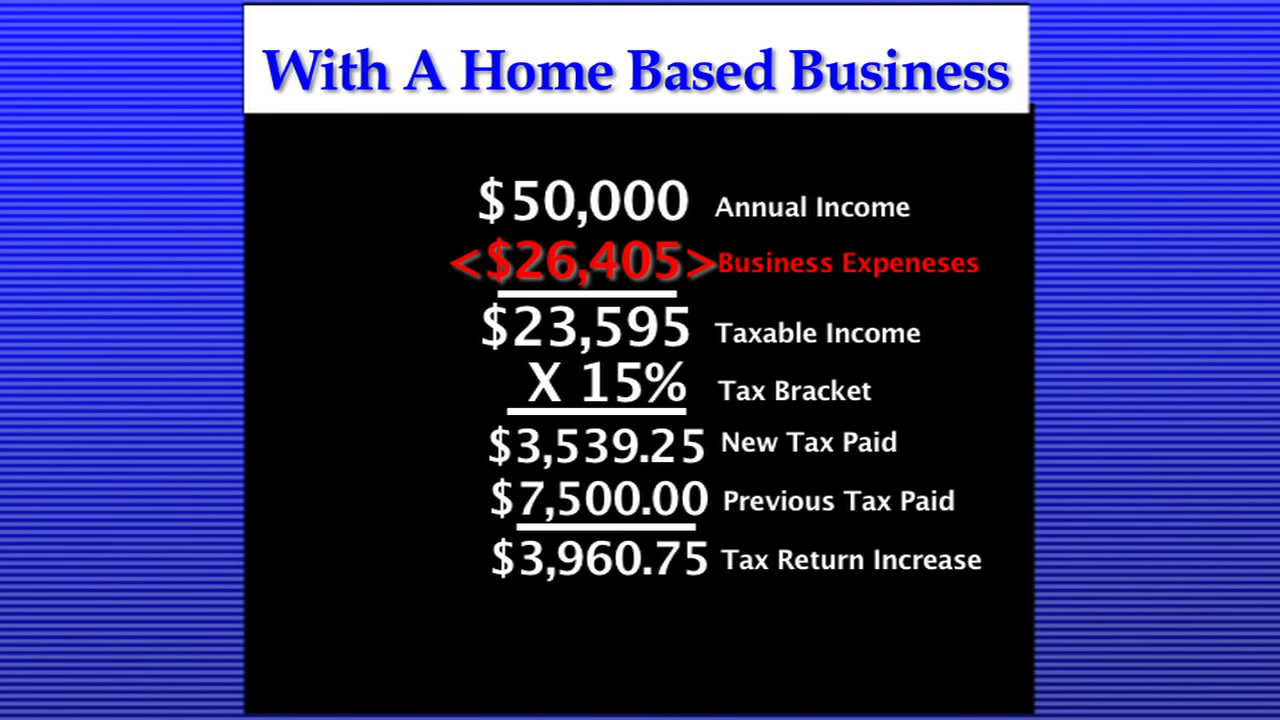 With A Home Based Business
$50,000 Annual Income
<$26,405> Business Expeneses
$23,595 Taxable Income
X 15% Tax Bracket
$3,539.25 New Tax Paid
$7,500.00 Previous Tax Paid
$3,960.75 Tax Return Increase